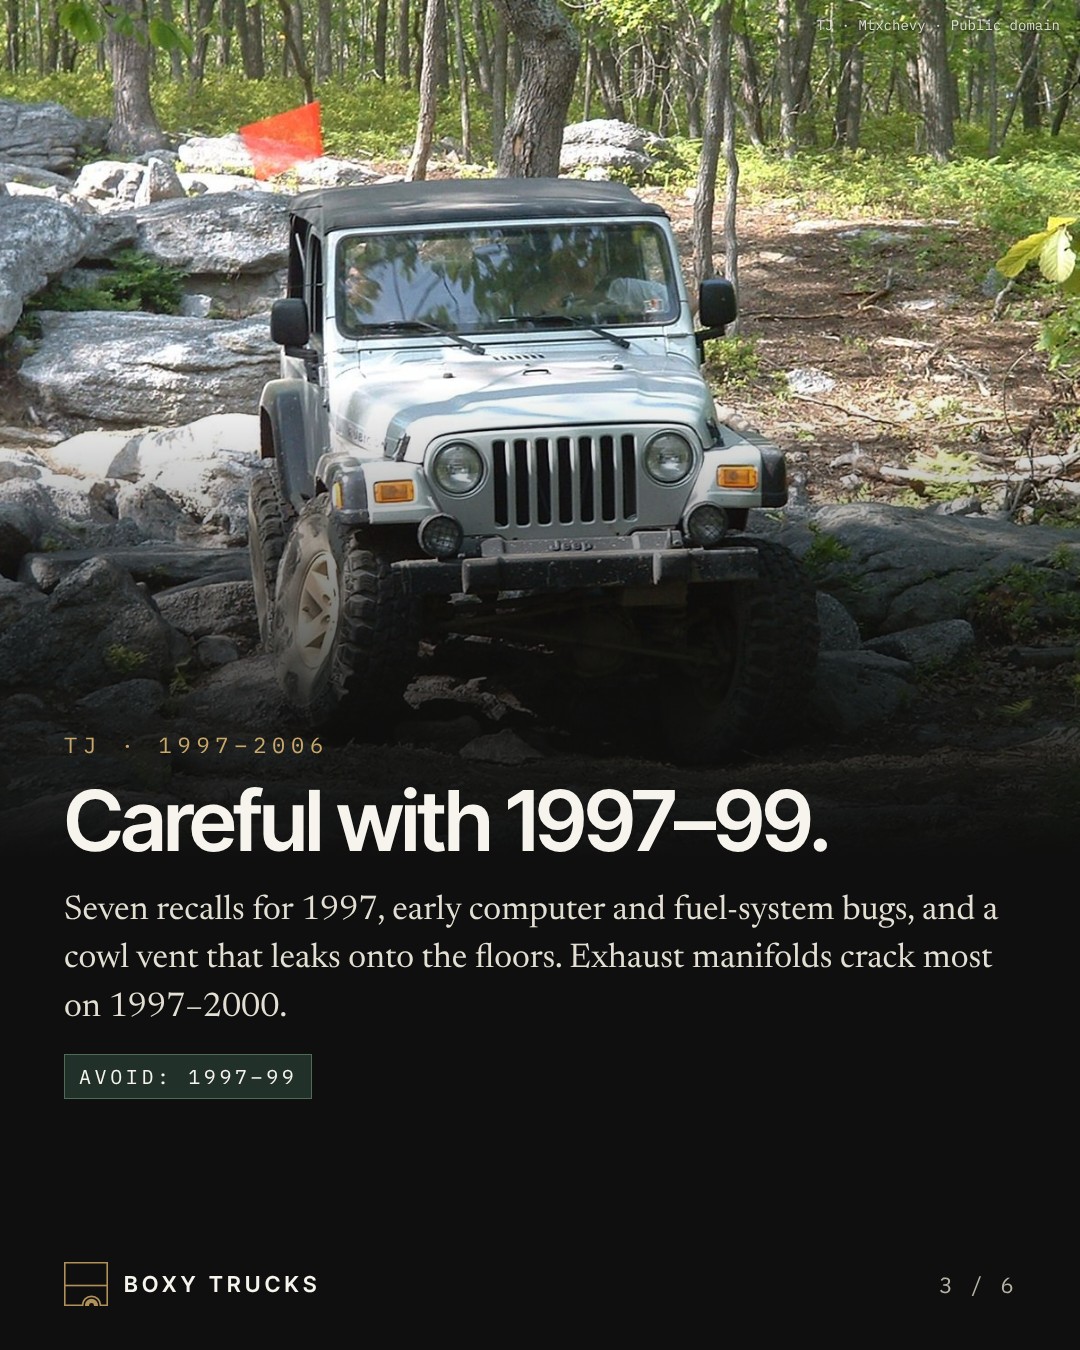 TJ · Mtxchevy · Public domain
Jeep
TJ · 1997–2006
Careful with 1997–99.
Seven recalls for 1997, early computer and fuel-system bugs, and a
cowl vent that leaks onto the floors. Exhaust manifolds crack most
on 1997–2000.
AVOID: 1997–99
BOXY TRUCKS
3 / 6